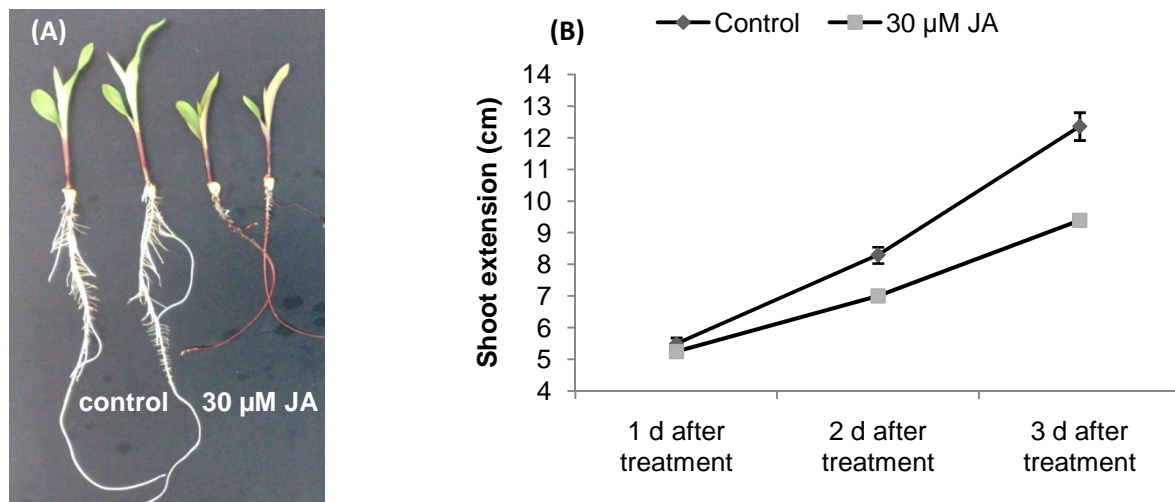 (A)
control 30 µM JA
(B)
Control 30 µM JA
Shoot extension (cm)
14
13
12
11
10
9
8
7
6
5
4
1 d after
treatment
2 d after
treatment
3 d after
treatment